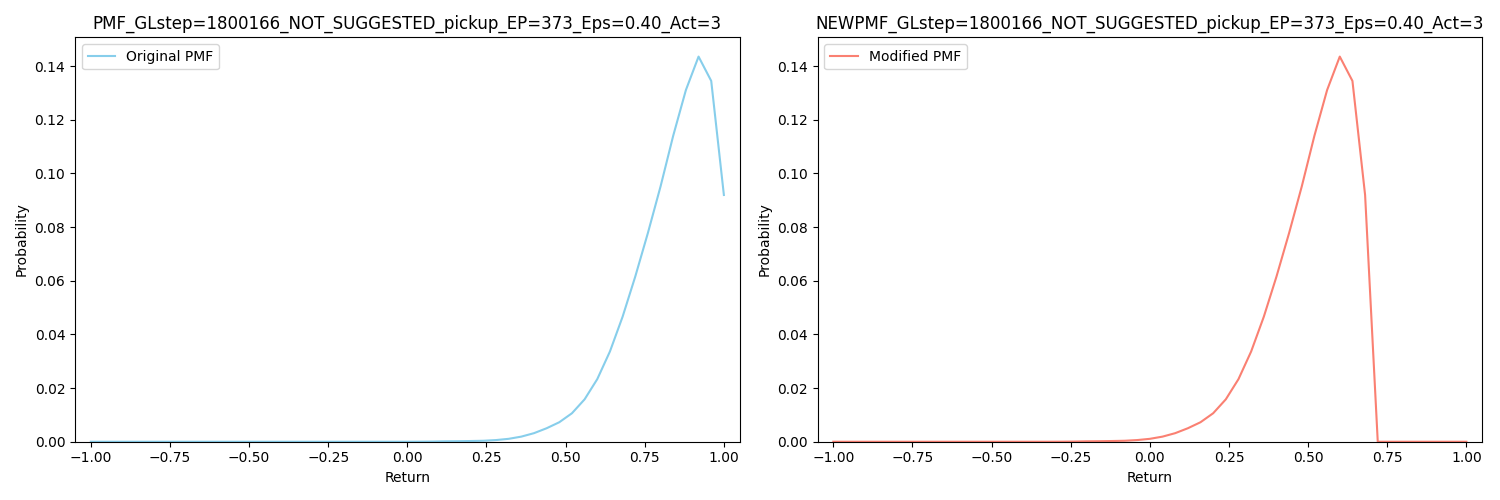 PMF_GLstep=1800166_NOT_SUGGESTED_pickup_EP=373_Eps=0.40_Act=3
Original PMF
0.14
0.12
0.10
0.08
0.06
0.04
0.02
0.00
Probability
−1.00 −0.75 −0.50 −0.25 0.00 0.25 0.50 0.75 1.00
Return
NEWPMF_GLstep=1800166_NOT_SUGGESTED_pickup_EP=373_Eps=0.40_Act=3
Modified PMF
0.14
0.12
0.10
0.08
0.06
0.04
0.02
0.00
Probability
−1.00 −0.75 −0.50 −0.25 0.00 0.25 0.50 0.75 1.00
Return